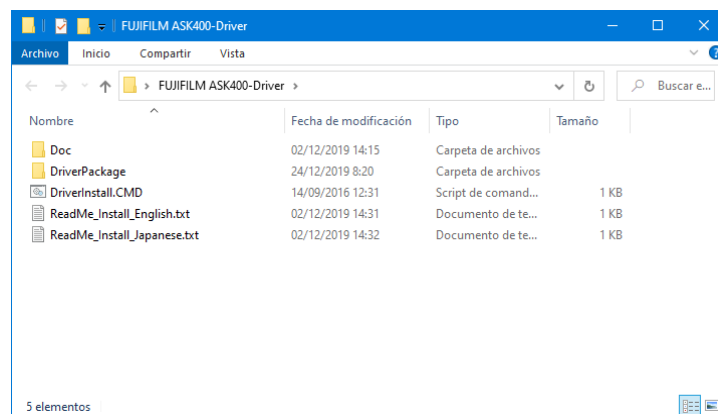 FUJIFILM ASK400-Driver
Archivo Inicio Compartir Vista
FUJIFILM ASK400-Driver
Buscar e...
Nombre Fecha de modificación Tipo Tamaño
Doc 02/12/2019 14:15 Carpeta de archivos
DriverPackage 24/12/2019 8:20 Carpeta de archivos
DriverInstall.CMD 14/09/2016 12:31 Script de comand... 1 KB
ReadMe_Install_English.txt 02/12/2019 14:31 Documento de te... 1 KB
ReadMe_Install_Japanese.txt 02/12/2019 14:32 Documento de te... 1 KB
5 elementos